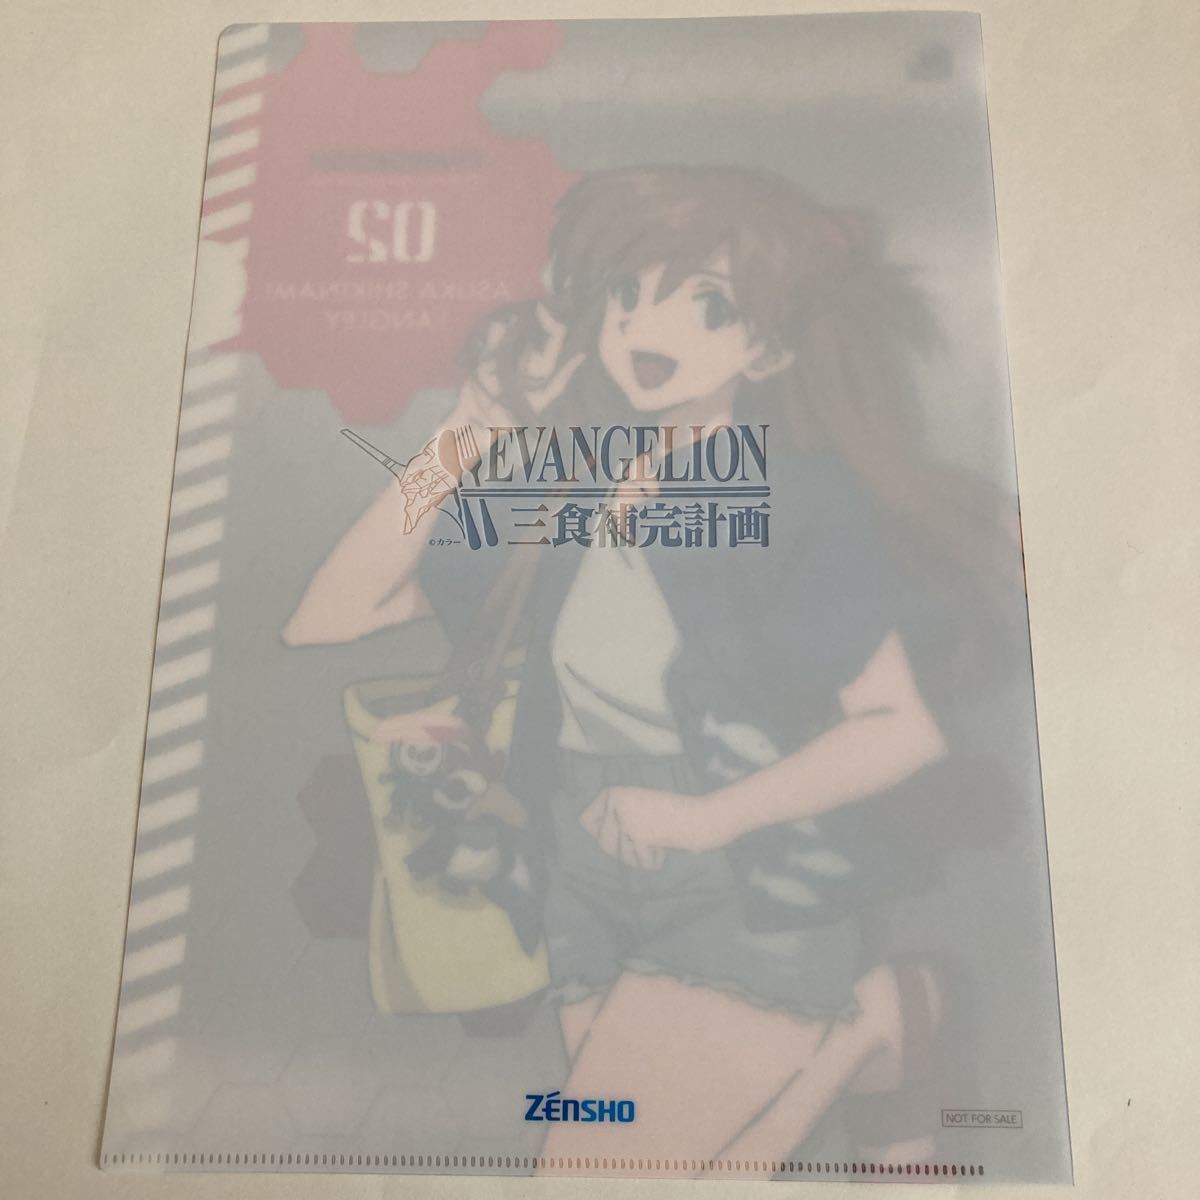 02
ASUKA SHIKINAMI
LANGLEY
EVANGELION
三食補完計画
©カラー
ZENSHO
NOT FOR SALE